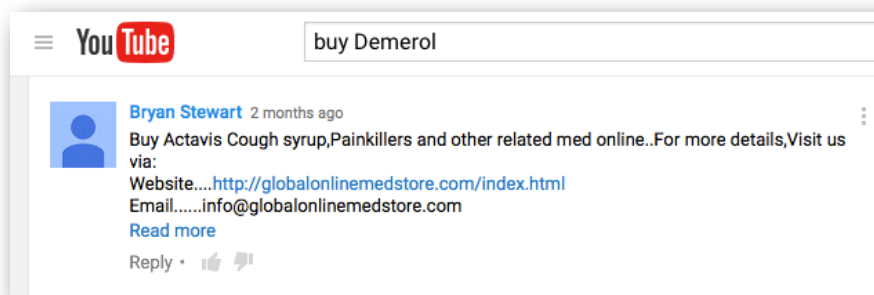 YouTube
buy Demerol
Bryan Stewart 2 months ago
Buy Actavis Cough syrup,Painkillers and other related med online..For more details,Visit us
via:
Website....http://globalonlinemedstore.com/index.html
Email......info@globalonlinemedstore.com
Read more
Reply •